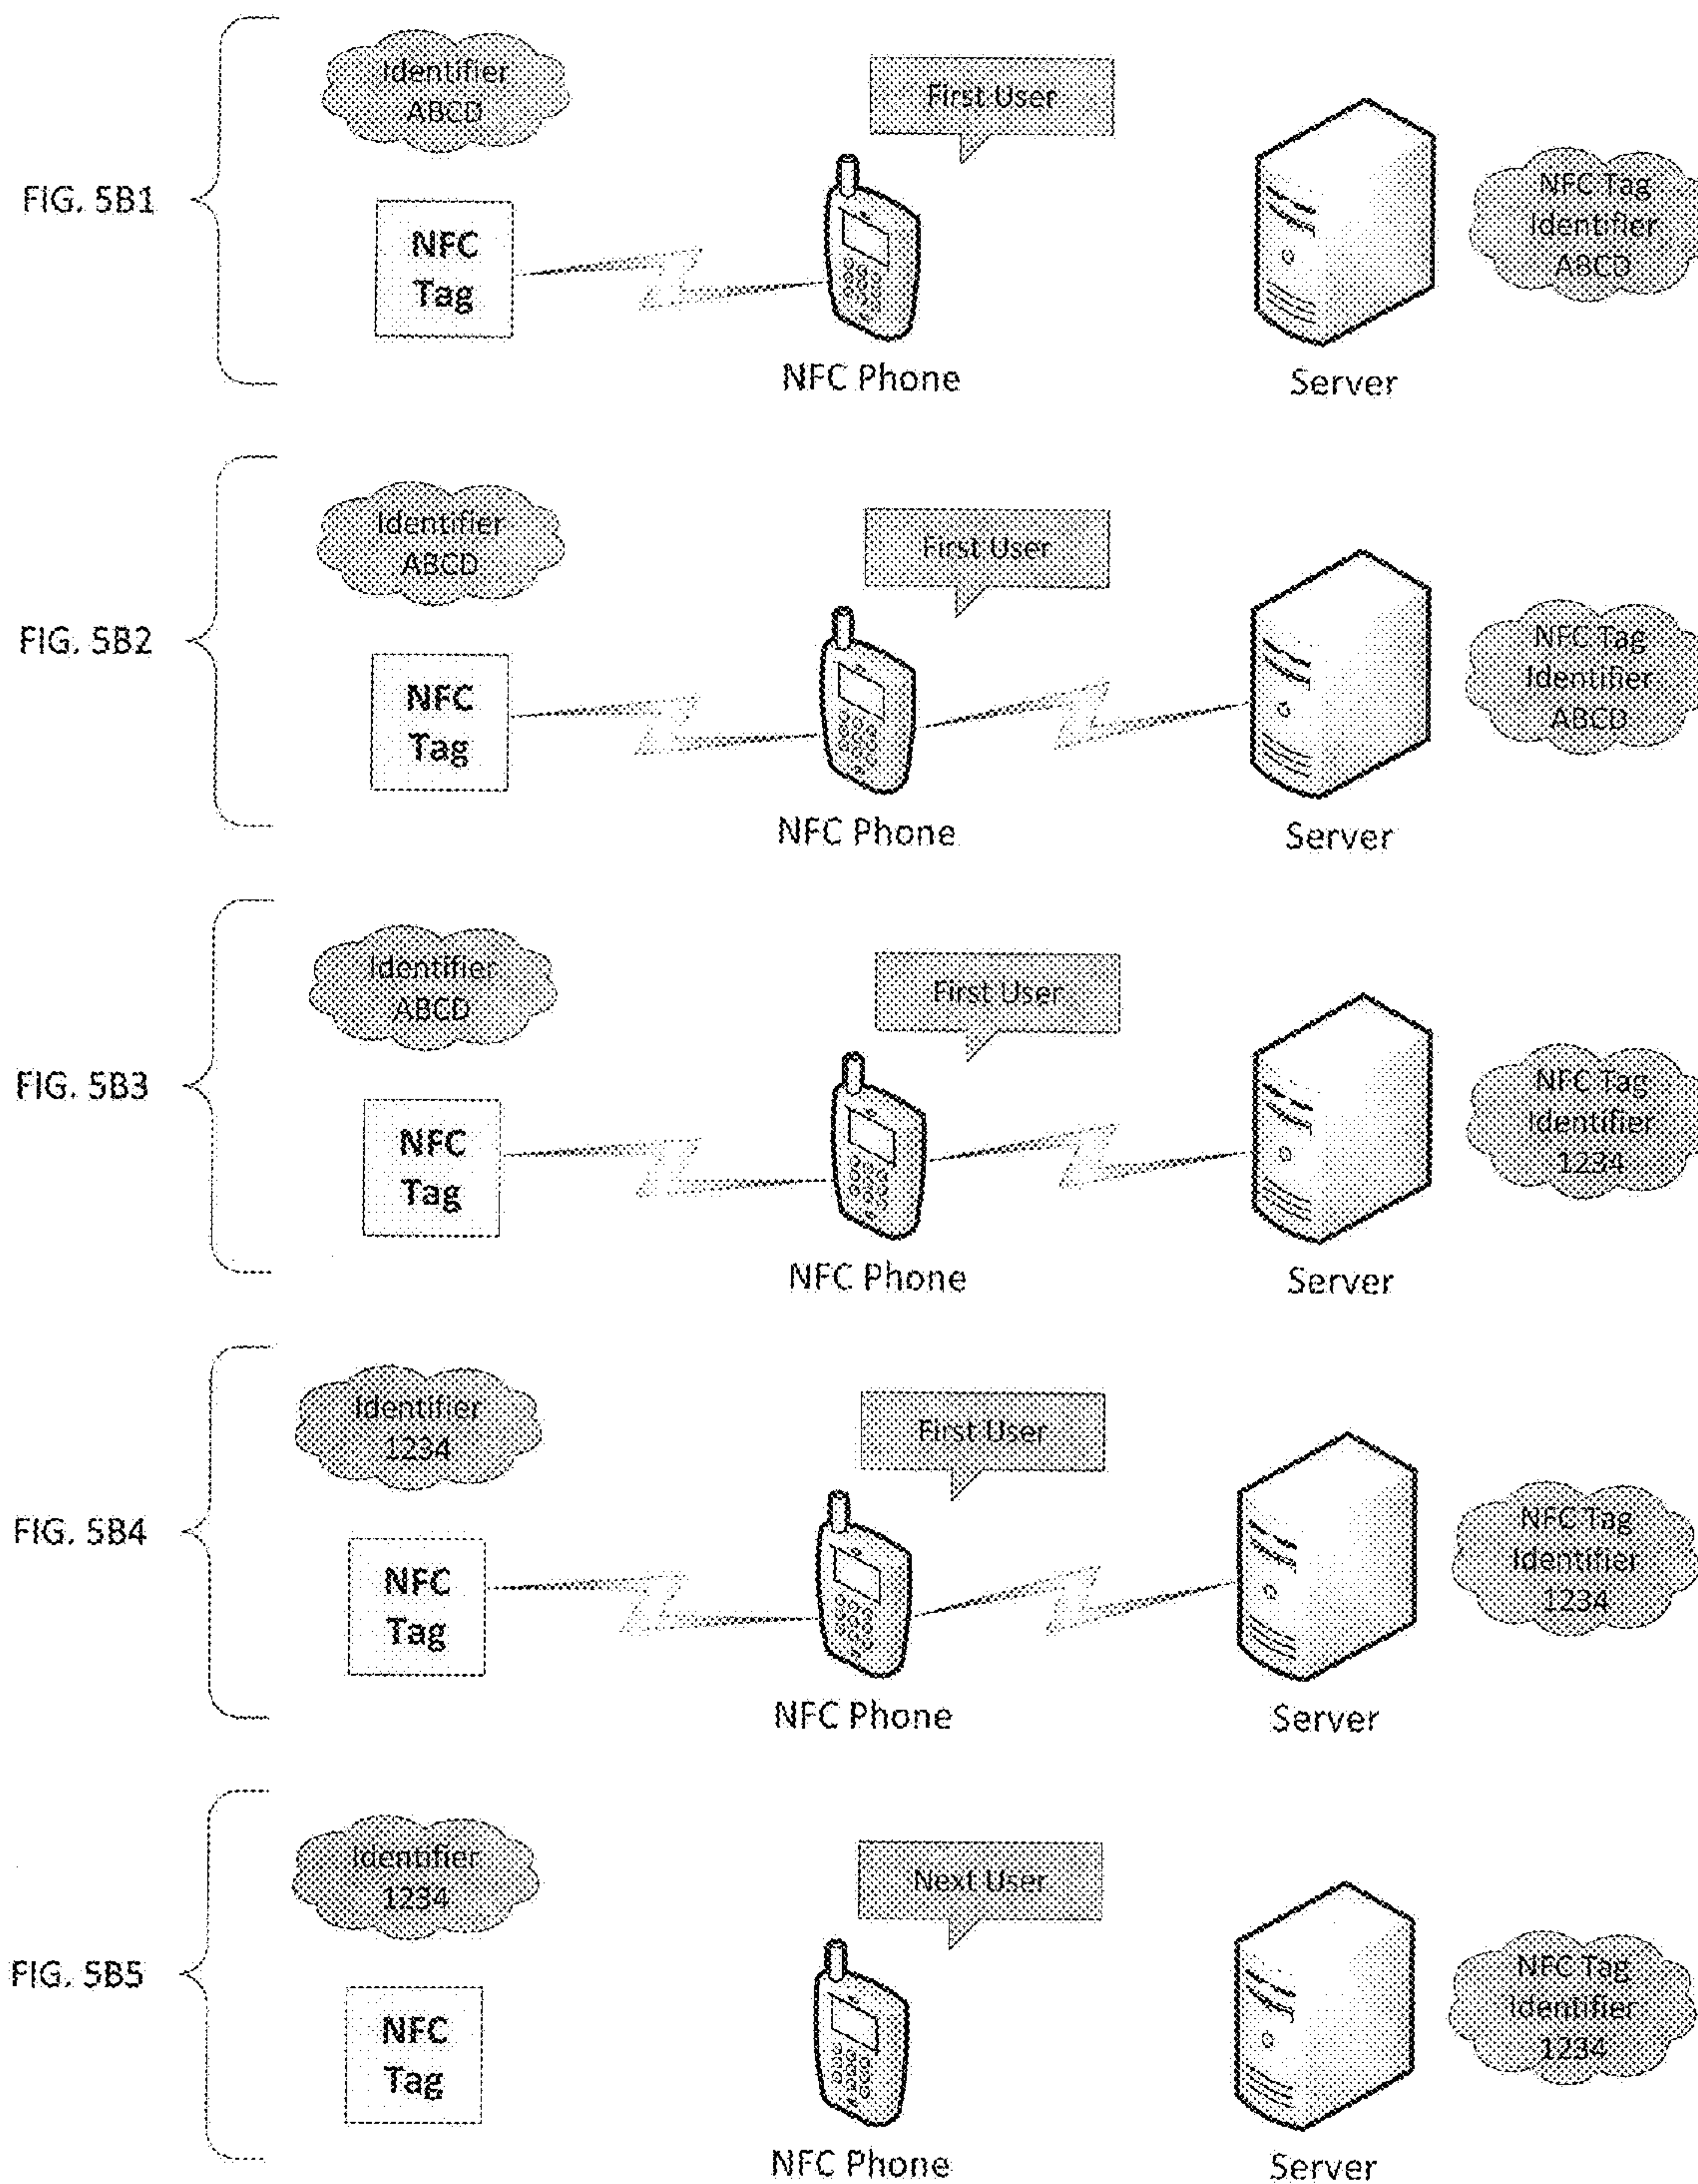 Identifier
ABCD
First User
FIG. 5B1
NFC Tag
Identifier
ABCD
NFC
Tag
NFC Phone
Server
Identifier
ABCD
First User
FIG. 5B2
NFC Tag
Identifier
ABCD
NFC
Tag
NFC Phone
Server
Identifier
ABCD
First User
FIG. 5B3
NFC Tag
Identifier
1234
NFC
Tag
NFC Phone
Server
Identifier
1234
First User
FIG. 5B4
NFC Tag
Identifier
1234
NFC
Tag
NFC Phone
Server
Identifier
1234
Next User
FIG. 5B5
NFC Tag
Identifier
1234
NFC
Tag
NFC Phone
Server